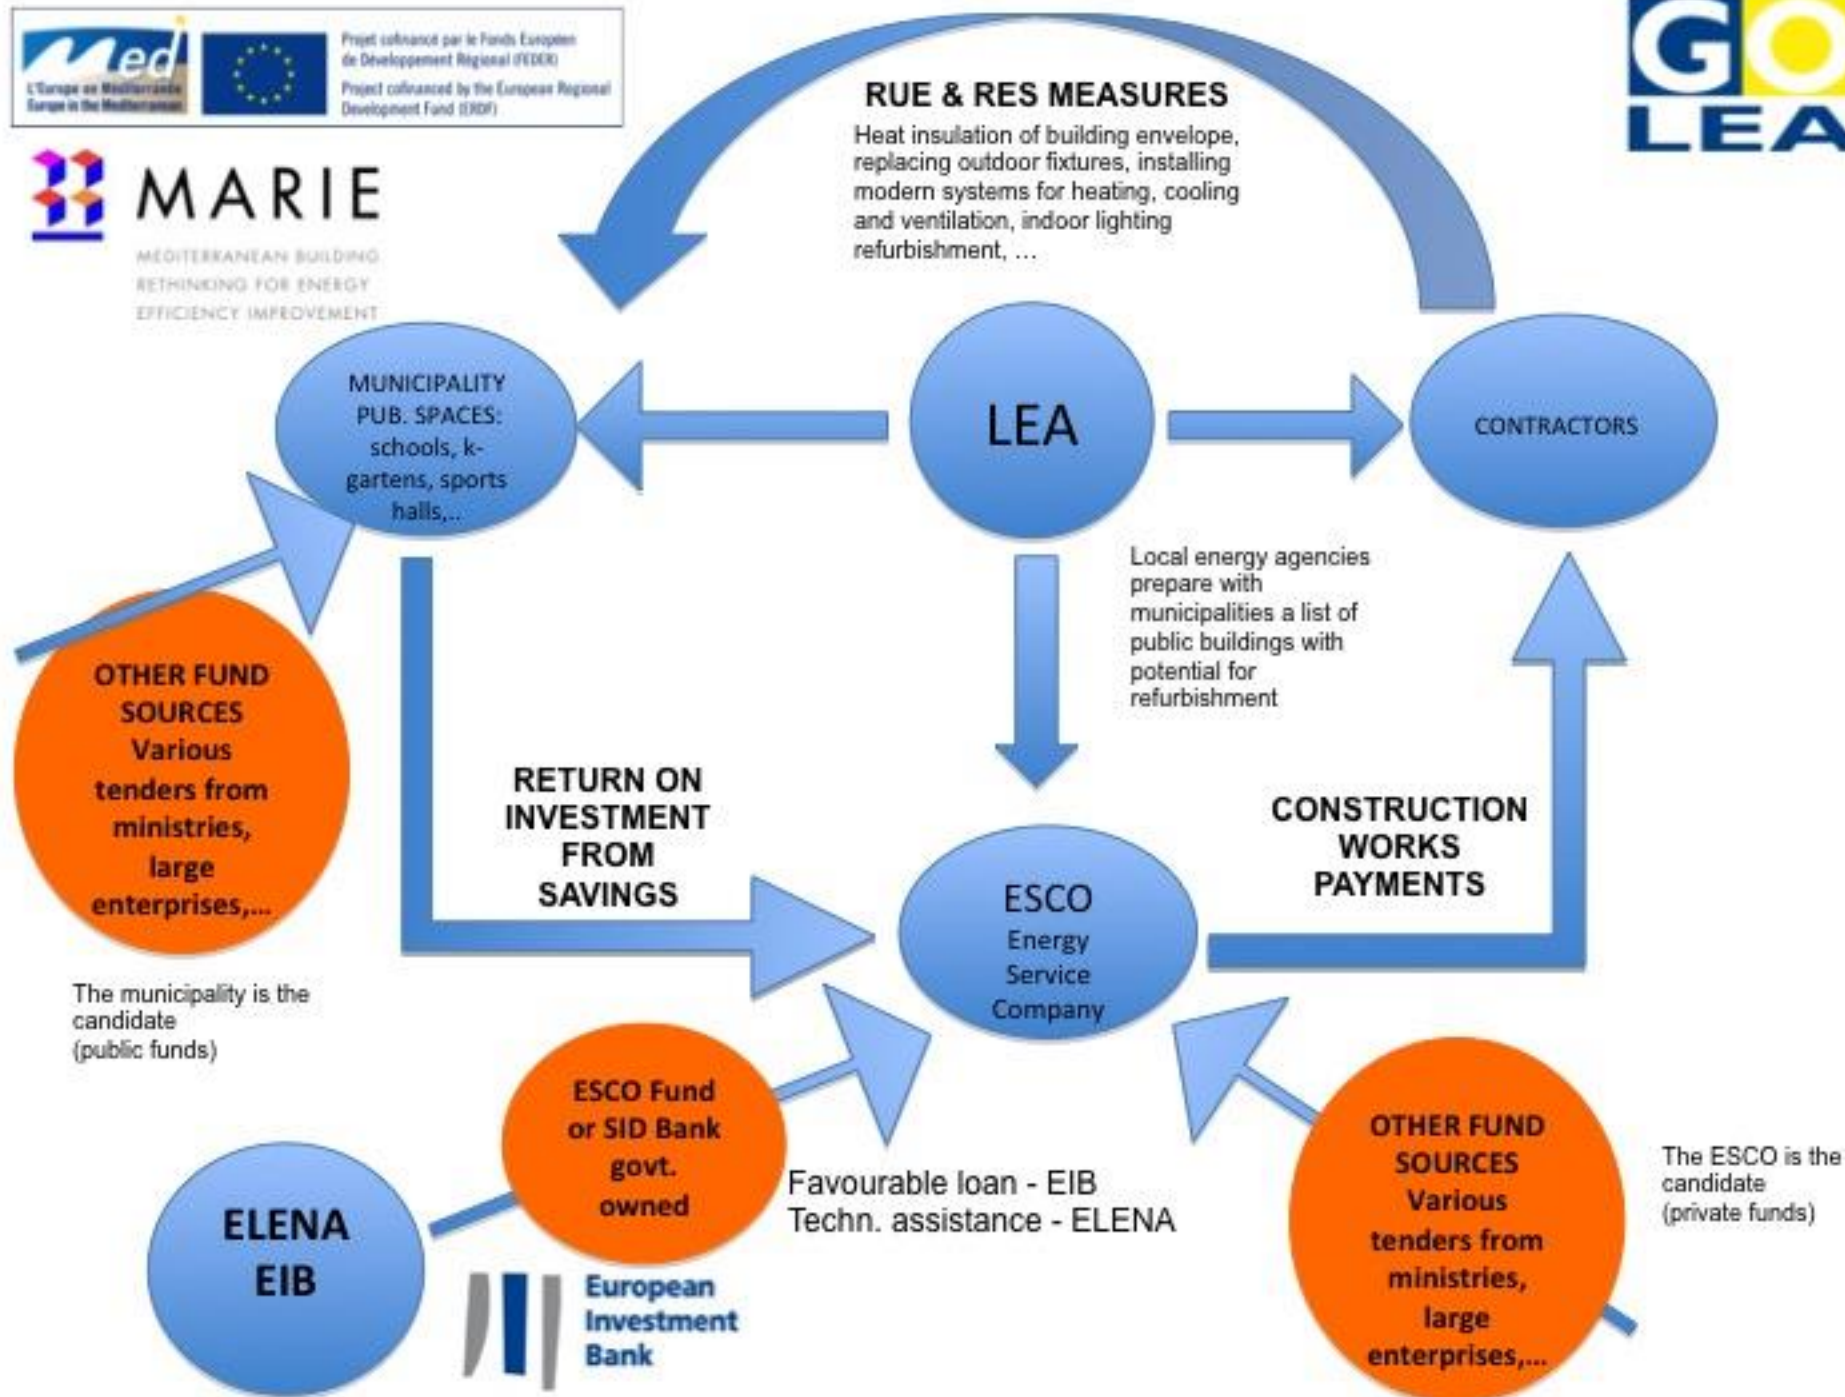 Med
L'Europe en Méditerranée
Europe in the Mediterranean
Projet cofinancé par le Fonds Européen
de Développement Régional (FEDER)
Project cofinanced by the European Regional
Development Fund (ERDF)
GO
LEA
MARIE
MEDITERRANEAN BUILDING
RETHINKING FOR ENERGY
EFFICIENCY IMPROVEMENT
RUE & RES MEASURES
Heat insulation of building envelope,
replacing outdoor fixtures, installing
modern systems for heating, cooling
and ventilation, indoor lighting
refurbishment, ...
MUNICIPALITY
PUB. SPACES:
schools, k-
gartens, sports
halls,..
LEA
CONTRACTORS
Local energy agencies
prepare with
municipalities a list of
public buildings with
potential for
refurbishment
OTHER FUND
SOURCES
Various
tenders from
ministries,
large
enterprises,...
The municipality is the
candidate
(public funds)
RETURN ON
INVESTMENT
FROM
SAVINGS
ESCO
Energy
Service
Company
CONSTRUCTION
WORKS
PAYMENTS
ESCO Fund
or SID Bank
govt.
owned
ELENA
EIB
Favourable loan - EIB
Techn. assistance - ELENA
European
Investment
Bank
OTHER FUND
SOURCES
Various
tenders from
ministries,
large
enterprises,...
The ESCO is the
candidate
(private funds)